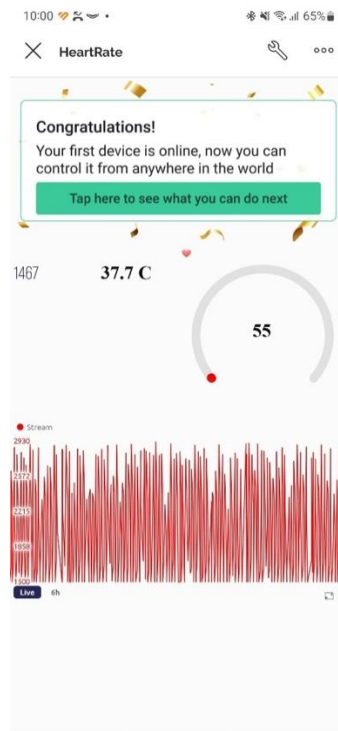 10:00
65%
HeartRate
Congratulations!
Your first device is online, now you can
control it from anywhere in the world
Tap here to see what you can do next
1467
37.7 C
55
Stream
2930
2572
2215
1858
1500
Live 6h